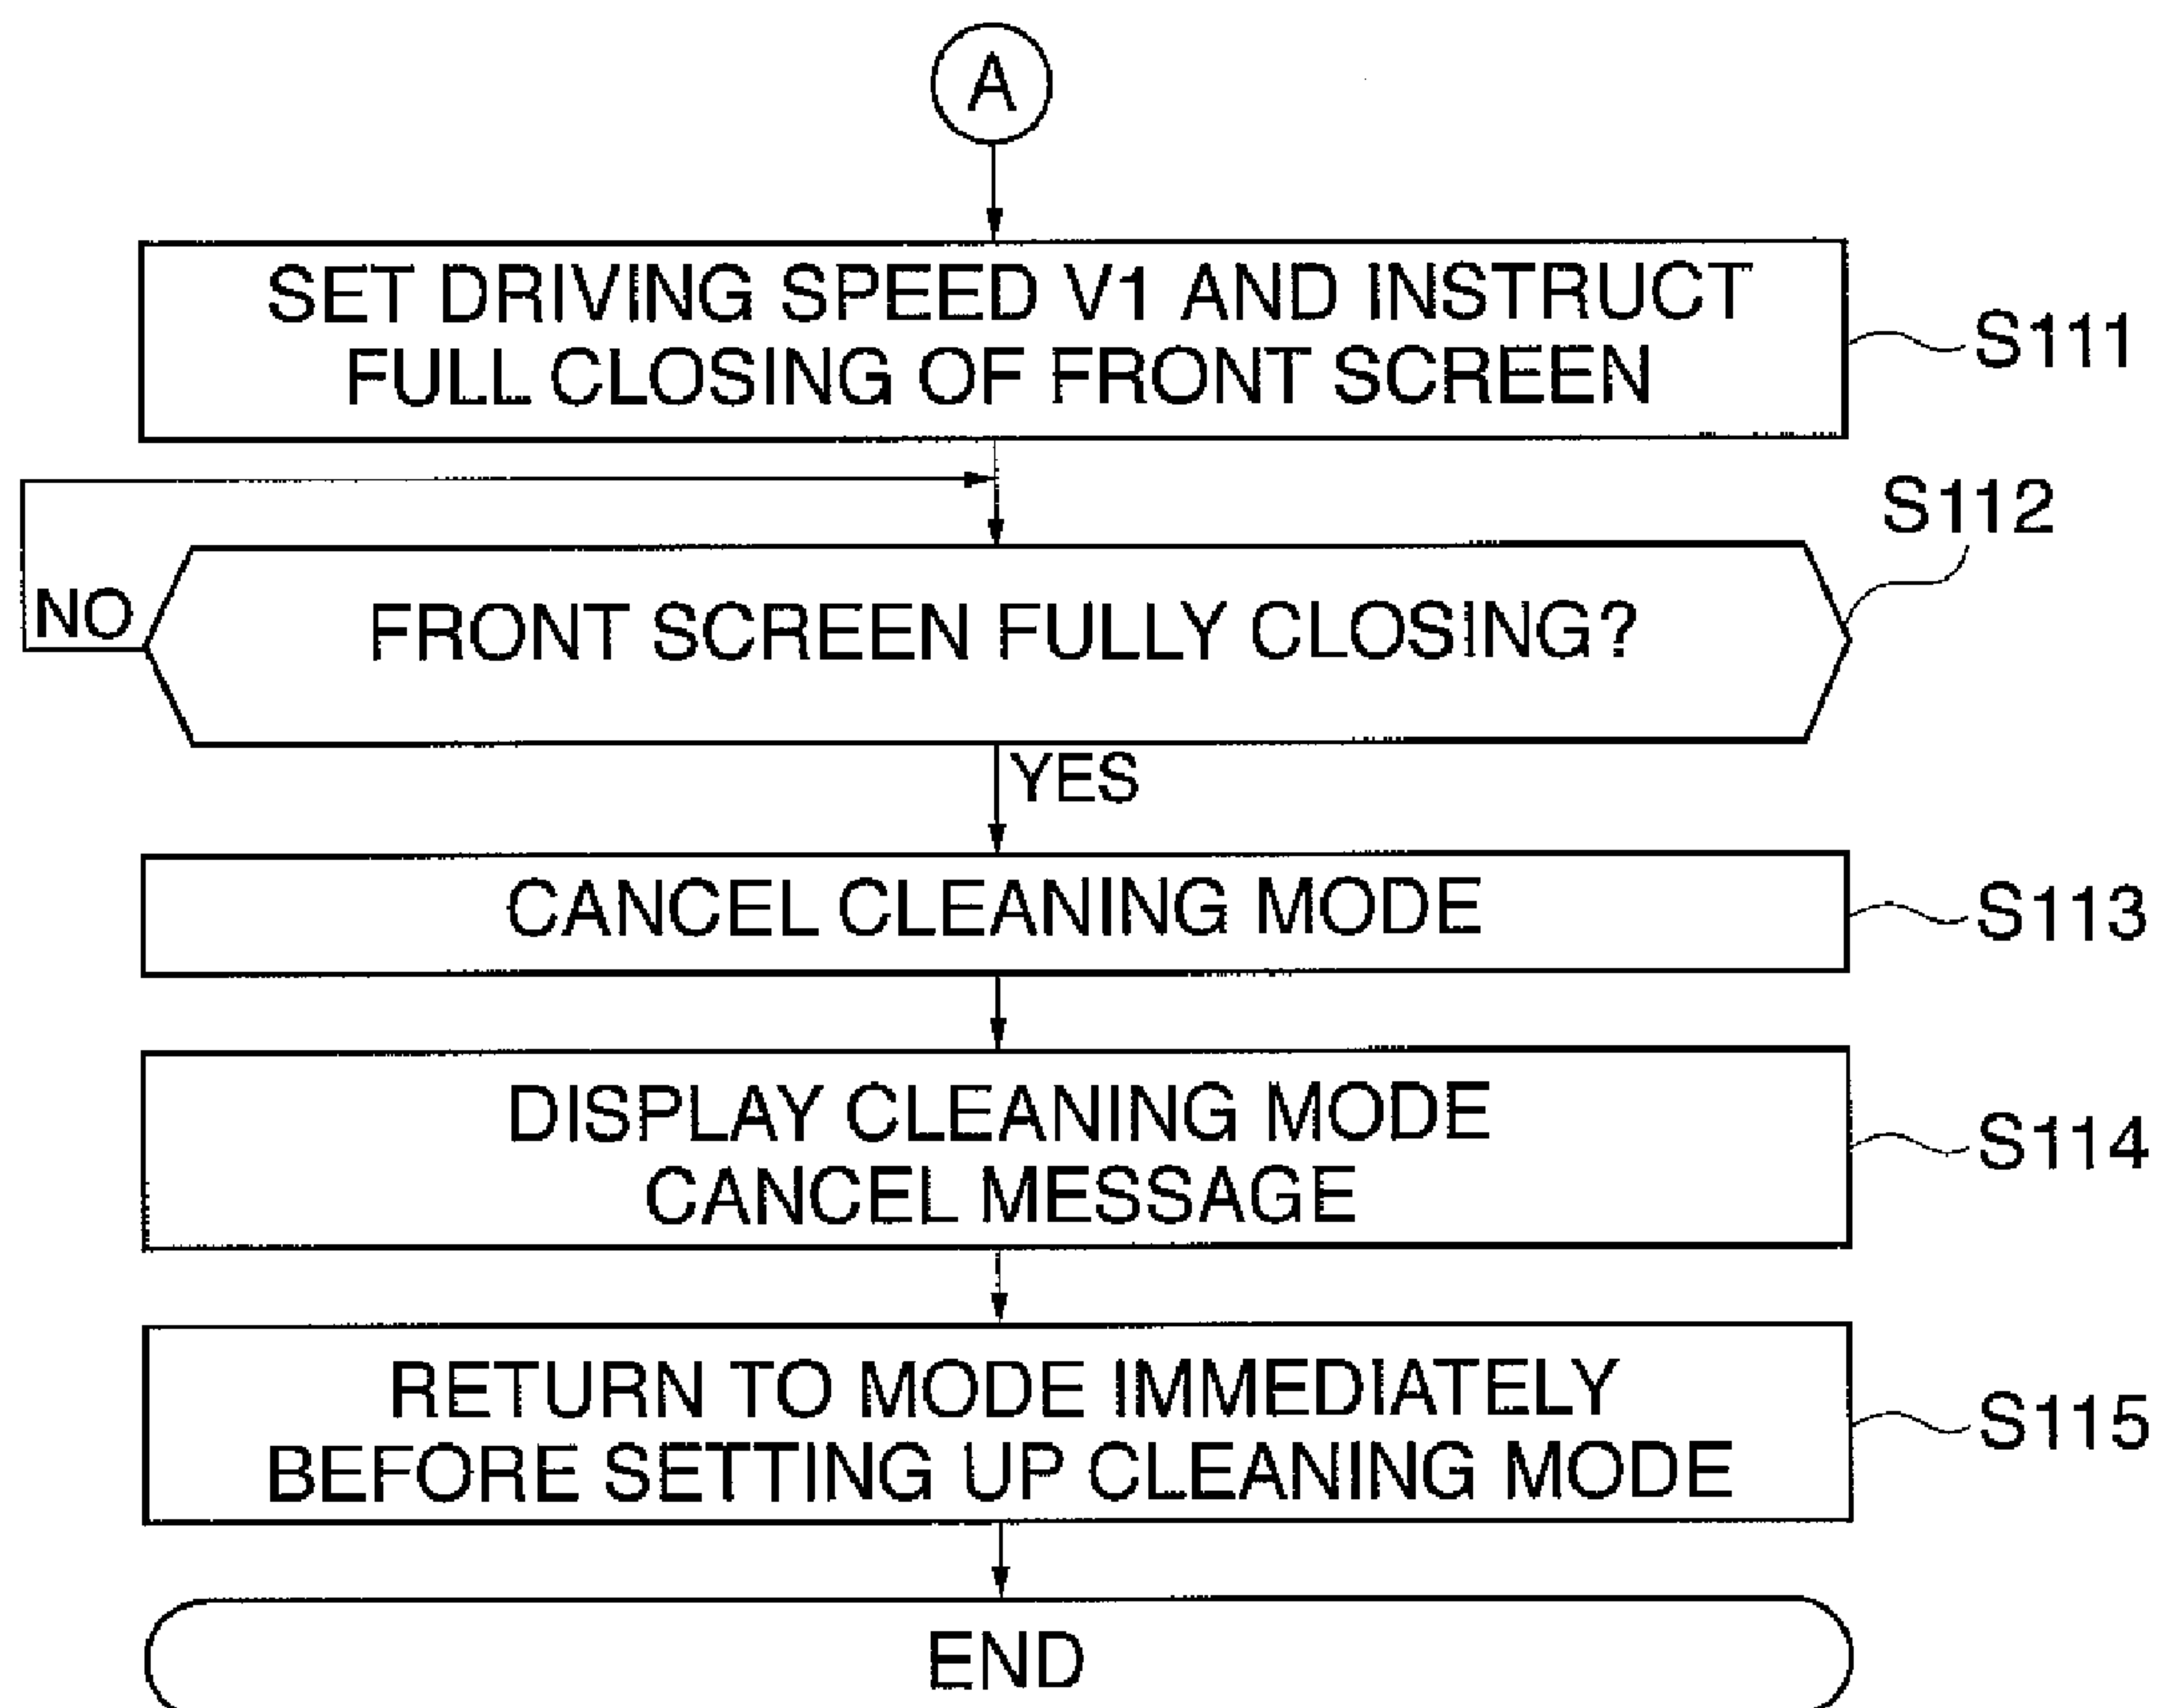 A
SET DRIVING SPEED V1 AND INSTRUCT
FULL CLOSING OF FRONT SCREEN
S111
S112
NO
FRONT SCREEN FULLY CLOSING?
YES
CANCEL CLEANING MODE
S113
DISPLAY CLEANING MODE
CANCEL MESSAGE
S114
RETURN TO MODE IMMEDIATELY
BEFORE SETTING UP CLEANING MODE
S115
END